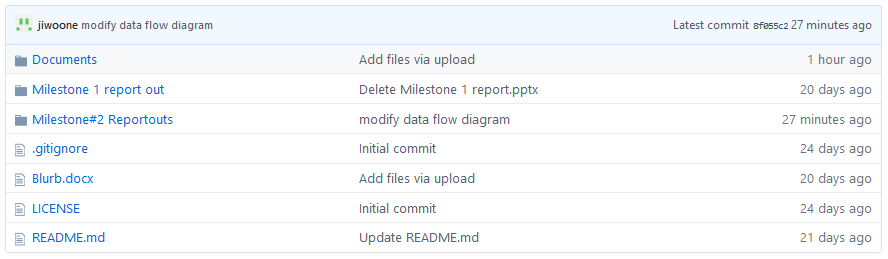 jiwoone modify data flow diagram Latest commit 8f055c2 27 minutes ago
Documents Add files via upload 1 hour ago
Milestone 1 report out Delete Milestone 1 report.pptx 20 days ago
Milestone#2 Reportouts modify data flow diagram 27 minutes ago
.gitignore Initial commit 24 days ago
Blurb.docx Add files via upload 20 days ago
LICENSE Initial commit 24 days ago
README.md Update README.md 21 days ago